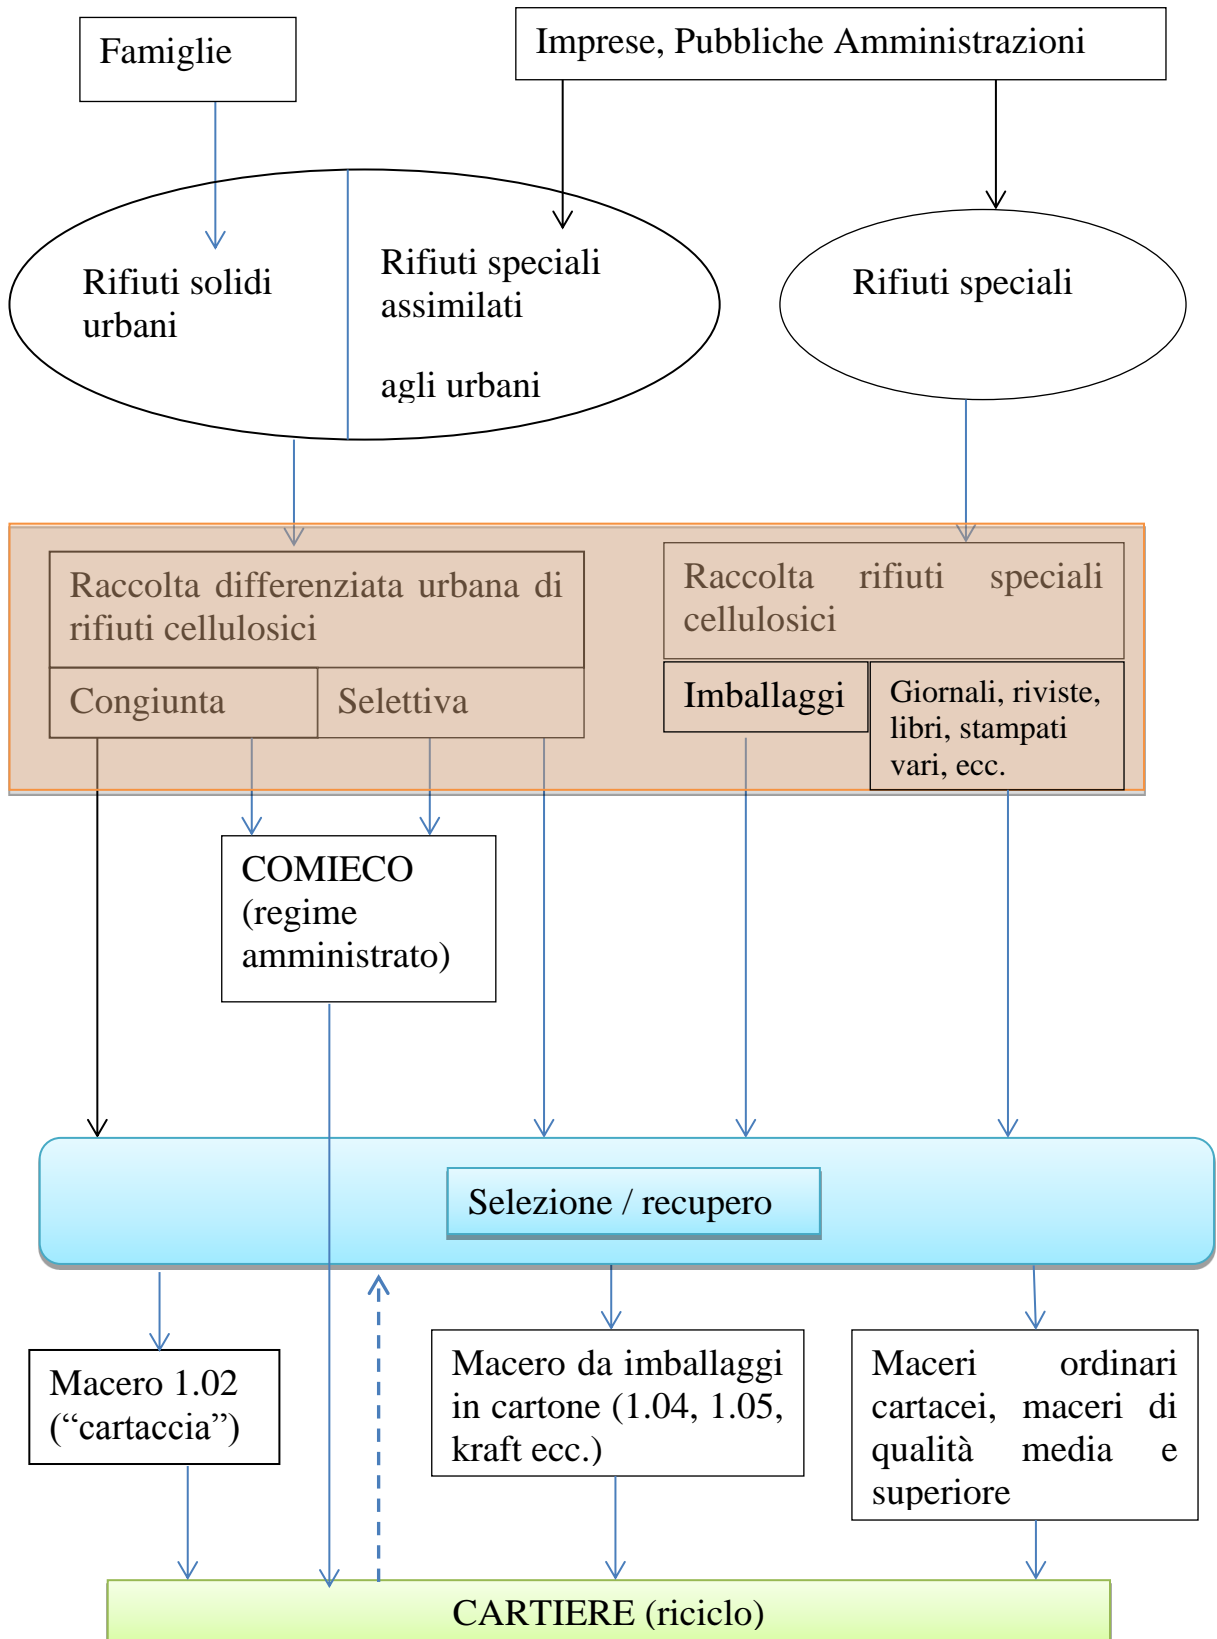 Famiglie
Imprese, Pubbliche Amministrazioni
Rifiuti solidi
urbani
Rifiuti speciali
assimilati
agli urbani
Rifiuti speciali
Raccolta differenziata urbana di
rifiuti cellulosici
Congiunta
Selettiva
Raccolta rifiuti speciali
cellulosici
Imballaggi
Giornali, riviste,
libri, stampati
vari, ecc.
COMIECO
(regime
amministrato)
Selezione / recupero
Macero 1.02
(“cartaccia”)
Macero da imballaggi
in cartone (1.04, 1.05,
kraft ecc.)
Maceri ordinari
cartacei, maceri di
qualità media e
superiore
CARTIERE (riciclo)